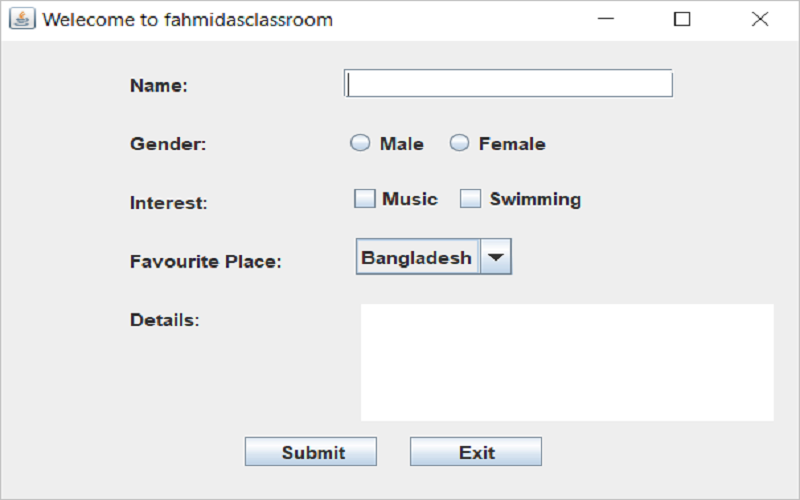 Welecome to fahmidasclassroom
Name:
Gender: Male Female
Interest: Music Swimming
Favourite Place: Bangladesh
Details:
Submit Exit